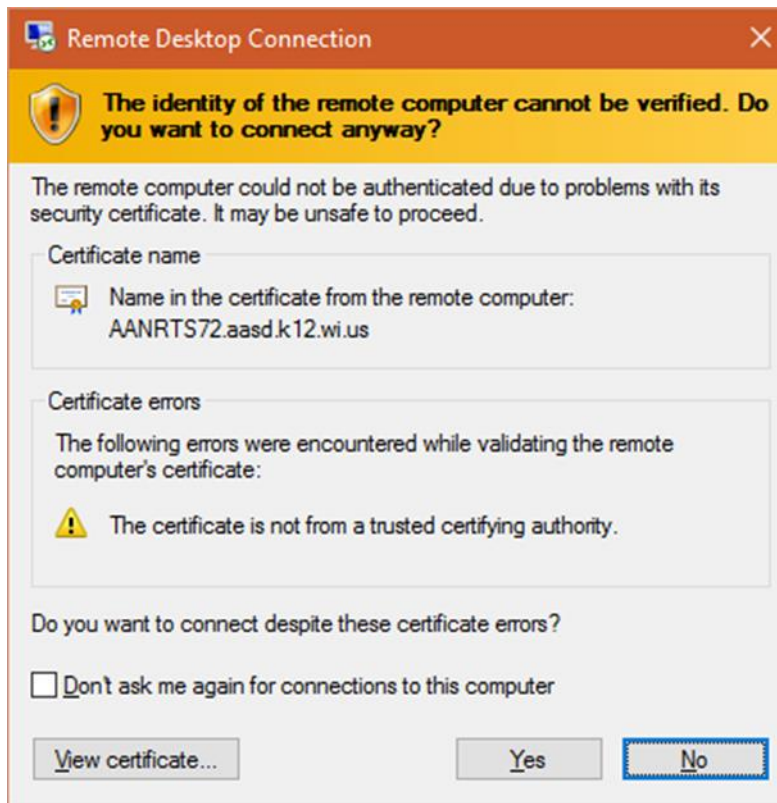 Remote Desktop Connection
The identity of the remote computer cannot be verified. Do
you want to connect anyway?
The remote computer could not be authenticated due to problems with its
security certificate. It may be unsafe to proceed.
Certificate name
Name in the certificate from the remote computer:
AANRTS72.aasd.k12.wi.us
Certificate errors
The following errors were encountered while validating the remote
computer's certificate:
The certificate is not from a trusted certifying authority.
Do you want to connect despite these certificate errors?
Don't ask me again for connections to this computer
View certificate...
Yes
No